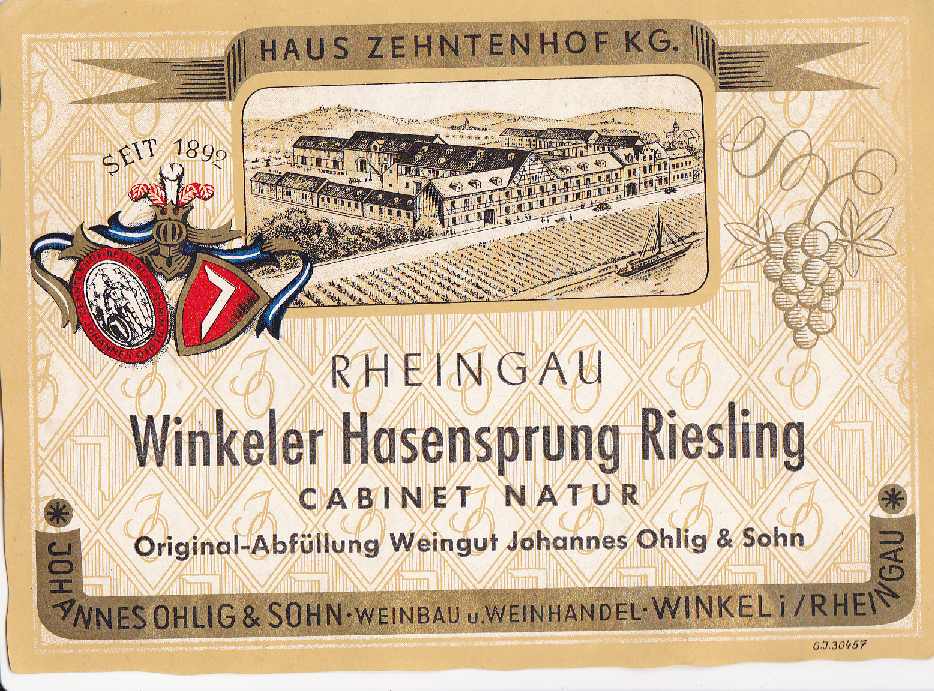 HAUS ZEHNTENHOF KG.
SEIT 1892
RHEINGAU
Winkeler Hasensprung Riesling
CABINET NATUR
Original-Abfüllung Weingut Johannes Ohlig & Sohn
JOHANNES OHLIG & SOHN·WEINBAU u. WEINHANDEL·WINKEL i/RHEINGAU
G.J.30457